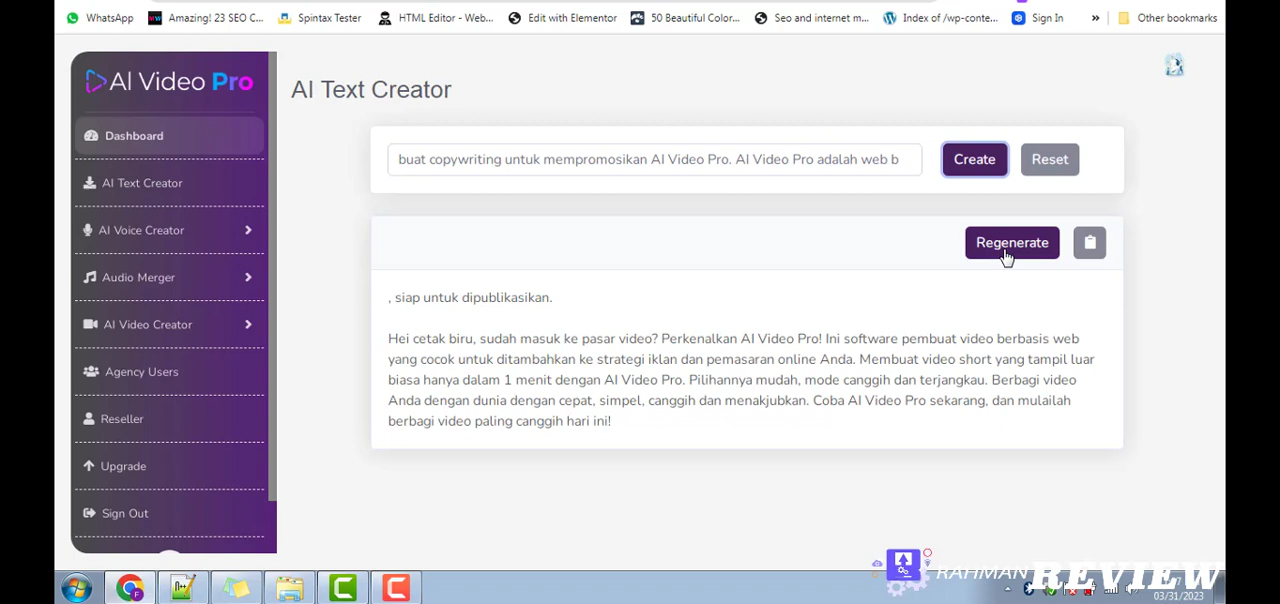 WhatsApp
Amazing! 23 SEO C...
Spintax Tester
HTML Editor - Web...
Edit with Elementor
50 Beautiful Color...
Seo and internet m...
Index of /wp-conte...
Sign In
»
Other bookmarks
AI Video Pro
AI Text Creator
Dashboard
buat copywriting untuk mempromosikan AI Video Pro. AI Video Pro adalah web b
Create
Reset
AI Text Creator
AI Voice Creator
Regenerate
Audio Merger
, siap untuk dipublikasikan.
AI Video Creator
Hei cetak biru, sudah masuk ke pasar video? Perkenalkan AI Video Pro! Ini software pembuat video berbasis web
yang cocok untuk ditambahkan ke strategi iklan dan pemasaran online Anda. Membuat video short yang tampil luar
biasa hanya dalam 1 menit dengan AI Video Pro. Pilihannya mudah, mode canggih dan terjangkau. Berbagi video
Anda dengan dunia dengan cepat, simpel, canggih dan menakjubkan. Coba AI Video Pro sekarang, dan mulailah
berbagi video paling canggih hari ini!
Agency Users
Reseller
Upgrade
Sign Out
RAHMAN REVIEW
03/31/2023